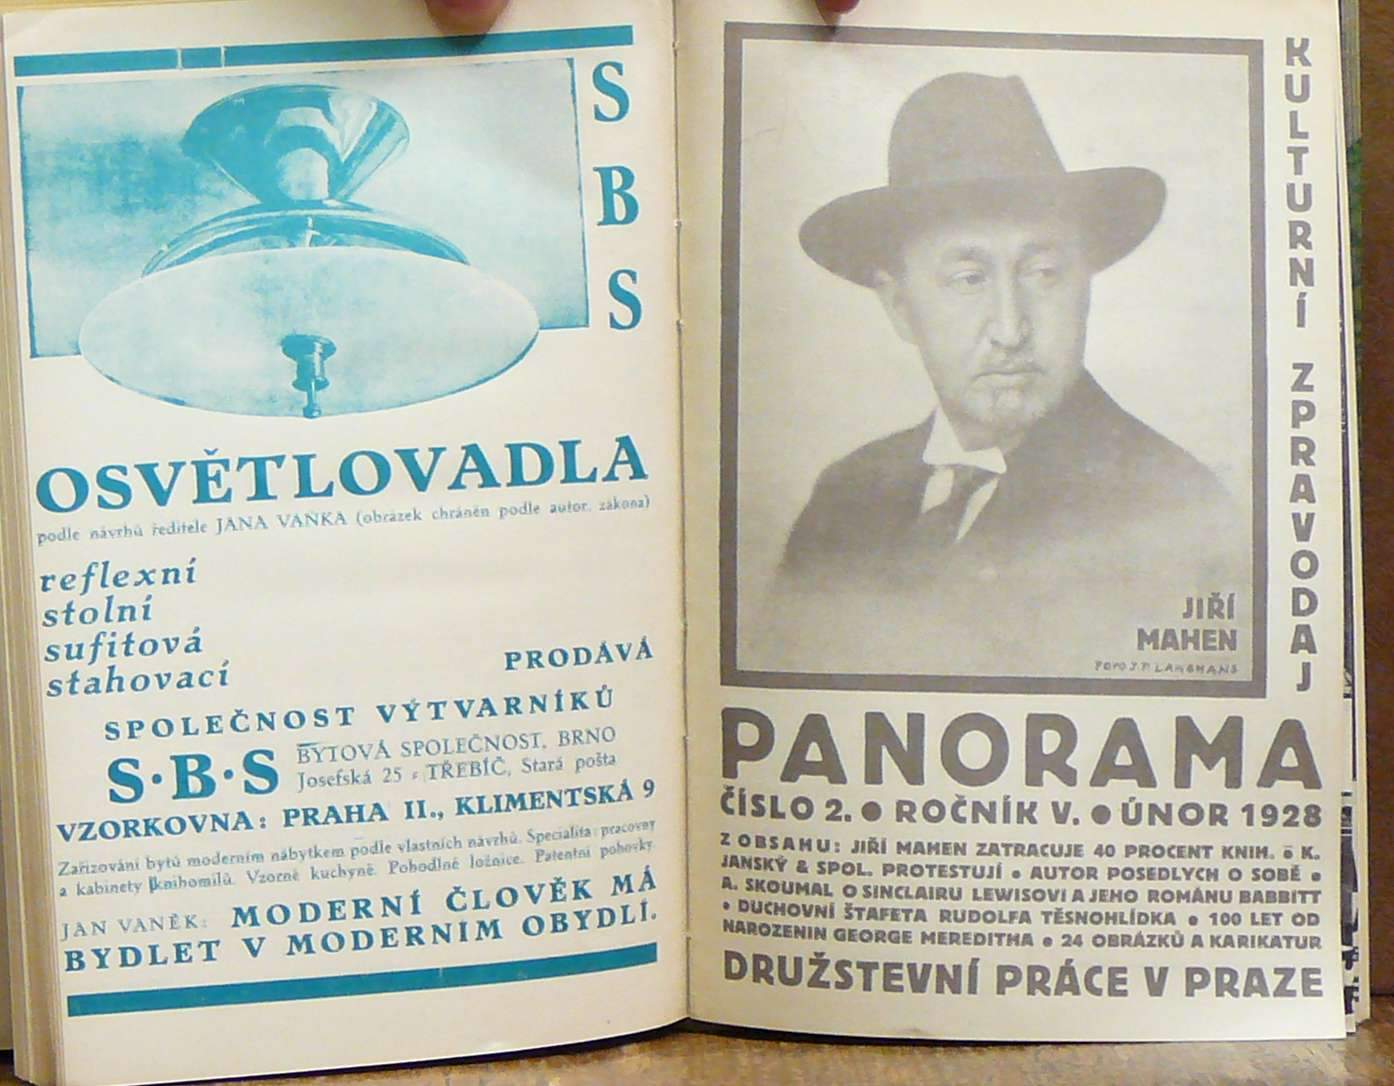 S
B
S
OSVĚTLOVADLA
podle návrhů ředitele JANA VAŇKA (obrázek chráněn podle autor. zákona)
reflexní
stolní
sufitová
stahovací
PRODÁVÁ
SPOLEČNOST VÝTVARNÍKŮ
S·B·S
BYTOVÁ SPOLEČNOST, BRNO
Josefská 25 : TŘEBÍČ, Stará pošta
VZORKOVNA: PRAHA II., KLIMENTSKÁ 9
Zařizování bytů moderním nábytkem podle vlastních návrhů. Specialita: pracovny
a kabinety knihomilů. Vzorné kuchyně. Pohodlné ložnice. Patentní pohovky.
JAN VANĚK: MODERNÍ ČLOVĚK MÁ
BYDLET V MODERNÍM OBYDLÍ.
KULTURNÍ ZPRAVODAJ
JIŘÍ
MAHEN
FOTO J.F. LANGHANS
PANORAMA
ČÍSLO 2. ● ROČNÍK V. ● ÚNOR 1928
Z OBSAHU: JIŘÍ MAHEN ZATRACUJE 40 PROCENT KNIH. ● K.
JANSKÝ & SPOL. PROTESTUJÍ ● AUTOR POSEDLYCH O SOBĚ ●
A. SKOUMAL O SINCLAIRU LEWISOVI A JEHO ROMÁNU BABBITT
● DUCHOVNÍ ŠTAFETA RUDOLFA TĚSNOHLÍDKA ● 100 LET OD
NAROZENIN GEORGE MEREDITHA ● 24 OBRÁZKŮ A KARIKATUR
DRUŽSTEVNÍ PRÁCE V PRAZE